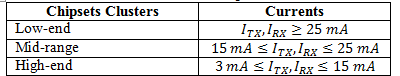 Chipsets Clusters Currents
Low-end I_TX, I_RX ≥ 25 mA
Mid-range 15 mA ≤ I_TX, I_RX ≤ 25 mA
High-end 3 mA ≤ I_TX, I_RX ≤ 15 mA